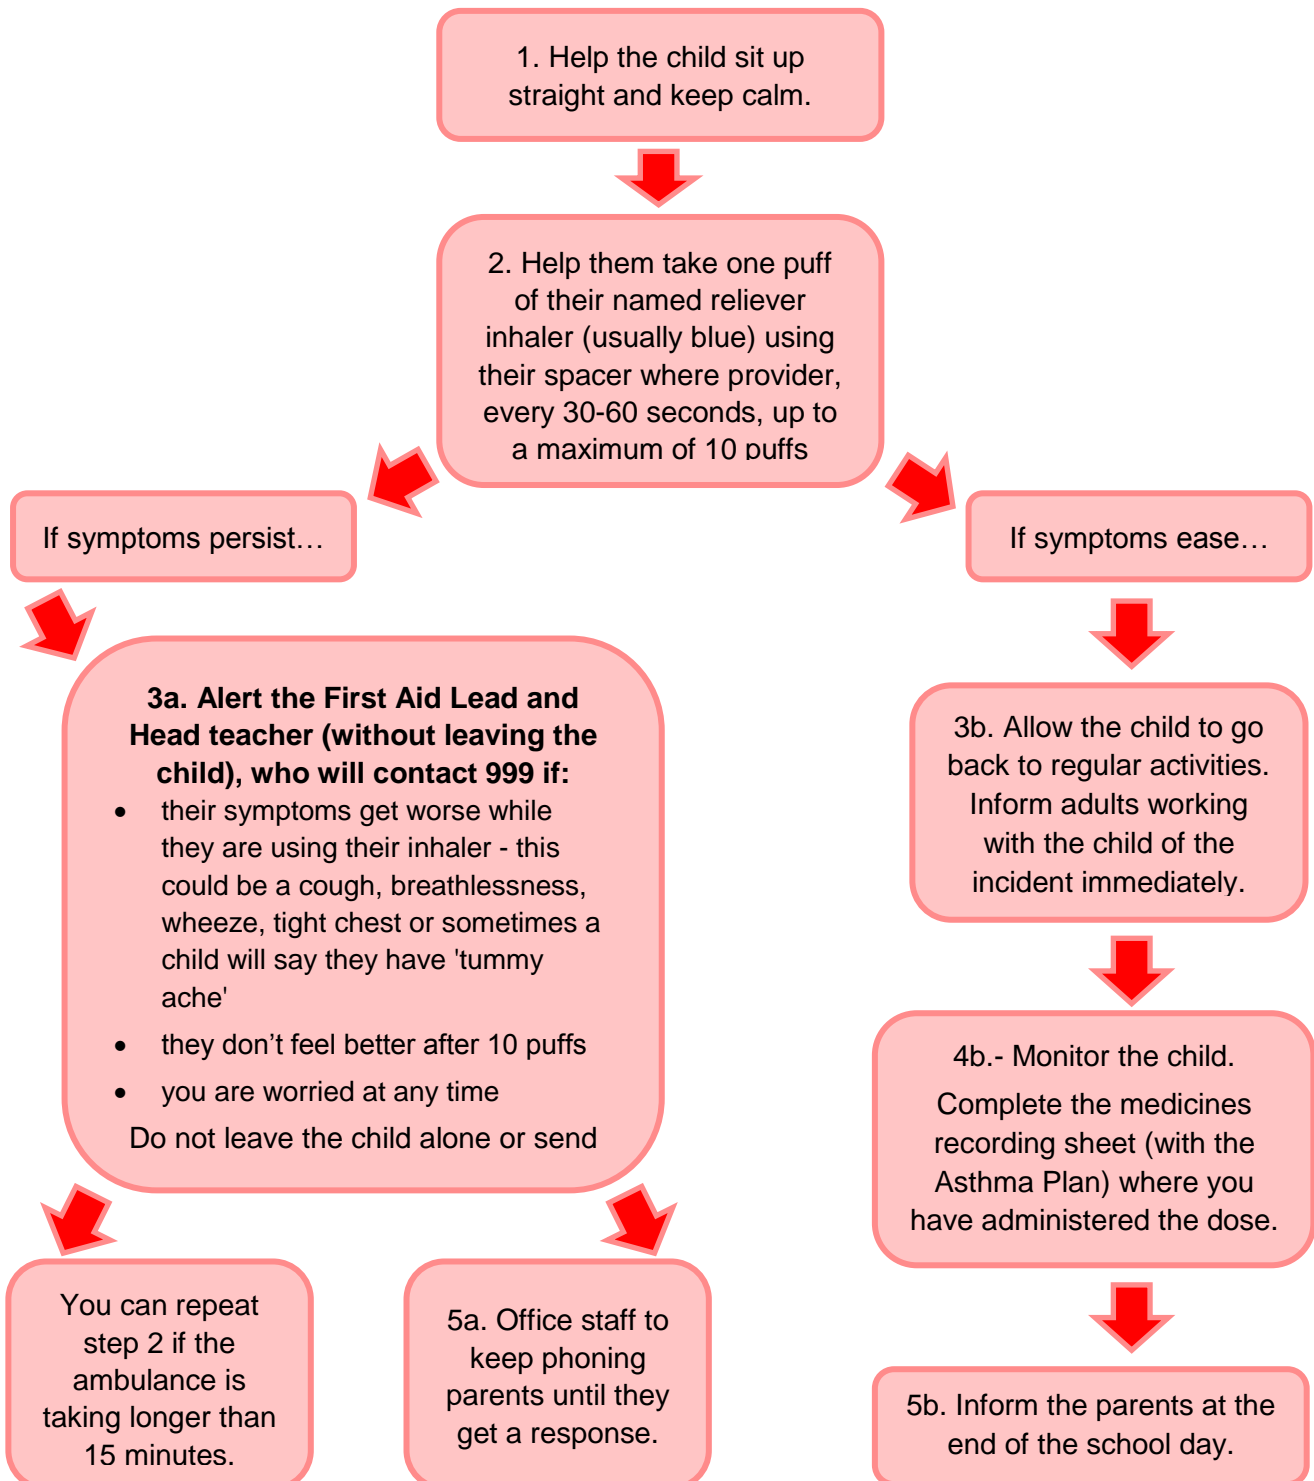 1. Help the child sit up
straight and keep calm.
2. Help them take one puff
of their named reliever
inhaler (usually blue) using
their spacer where provider,
every 30-60 seconds, up to
a maximum of 10 puffs
If symptoms persist…
If symptoms ease…
3a. Alert the First Aid Lead and
Head teacher (without leaving the
child), who will contact 999 if:
• their symptoms get worse while
they are using their inhaler - this
could be a cough, breathlessness,
wheeze, tight chest or sometimes a
child will say they have 'tummy
ache'
• they don’t feel better after 10 puffs
• you are worried at any time
Do not leave the child alone or send
3b. Allow the child to go
back to regular activities.
Inform adults working
with the child of the
incident immediately.
4b.- Monitor the child.
Complete the medicines
recording sheet (with the
Asthma Plan) where you
have administered the dose.
You can repeat
step 2 if the
ambulance is
taking longer than
15 minutes.
5a. Office staff to
keep phoning
parents until they
get a response.
5b. Inform the parents at the
end of the school day.